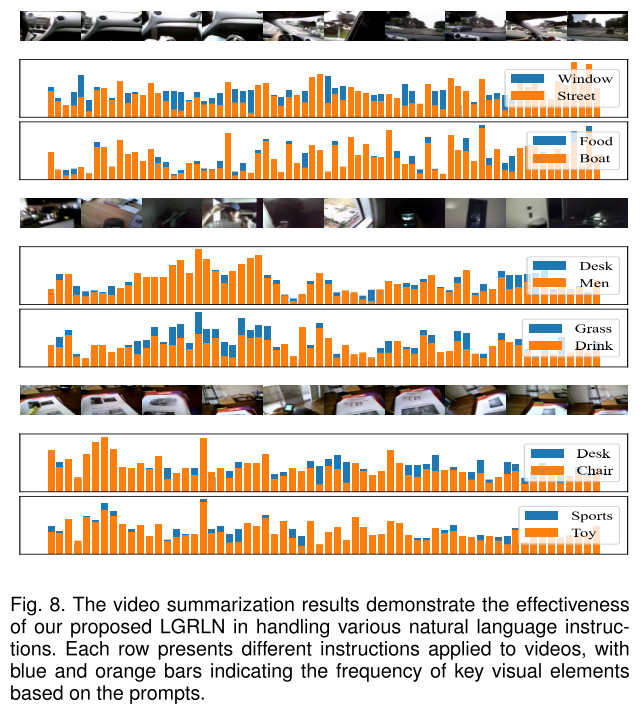 Window
Street
Food
Boat
Desk
Men
Grass
Drink
Desk
Chair
Sports
Toy
Fig. 8. The video summarization results demonstrate the effectiveness
of our proposed LGRLN in handling various natural language instruc-
tions. Each row presents different instructions applied to videos, with
blue and orange bars indicating the frequency of key visual elements
based on the prompts.